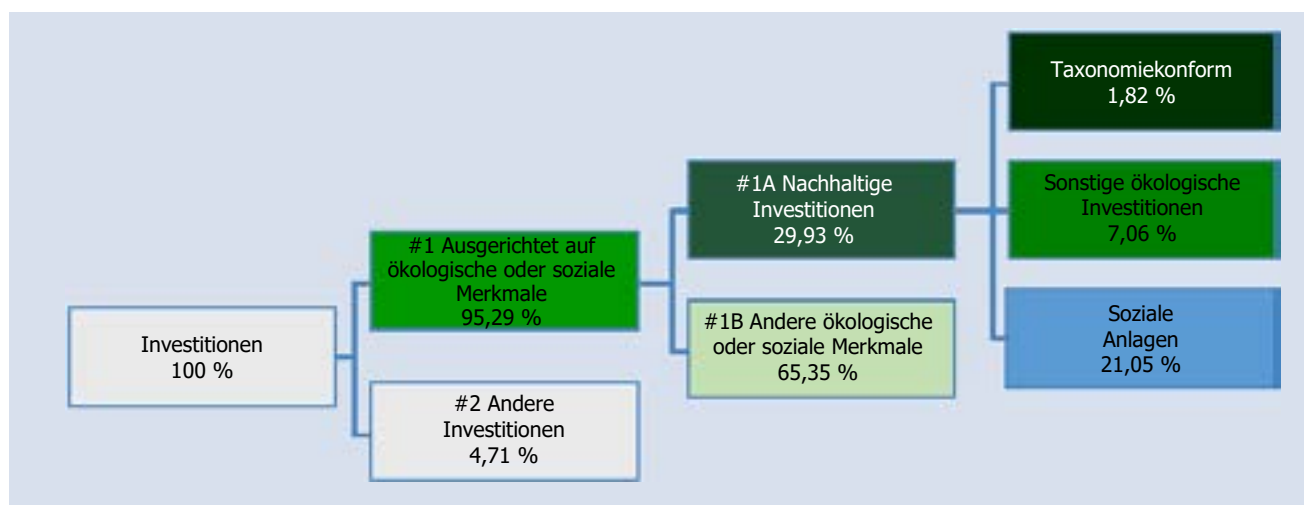 Investitionen
100 %
#1 Ausgerichtet auf
ökologische oder soziale
Merkmale
95,29 %
#2 Andere
Investitionen
4,71 %
#1A Nachhaltige
Investitionen
29,93 %
#1B Andere ökologische
oder soziale Merkmale
65,35 %
Taxonomiekonform
1,82 %
Sonstige ökologische
Investitionen
7,06 %
Soziale
Anlagen
21,05 %